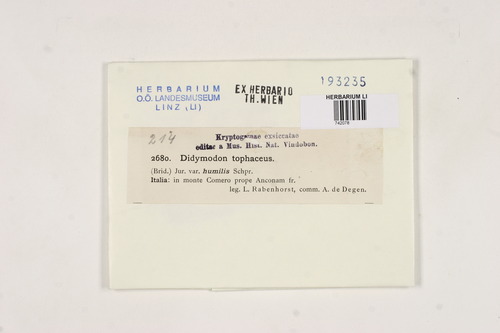 HERBARIUM
O.Ö. LANDESMUSEUM
LINZ (LI)
EX HERBARIO
TH. WIEN
193235
HERBARIUM LI
742078
214
Kryptogamae exsiccatae
editae a Mus. Hist. Nat. Vindobon.
2680. Didymodon tophaceus.
(Brid.) Jur. var. humilis Schpr.
Italia: in monte Comero prope Anconam fr.
leg. L. Rabenhorst, comm. A. de Degen.